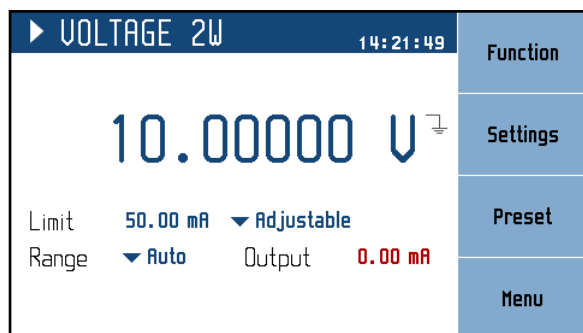 VOLTAGE 2W 14:21:49
10.00000 V
Limit 50.00 mA Adjustable
Range Auto Output 0.00 mA
Function
Settings
Preset
Menu